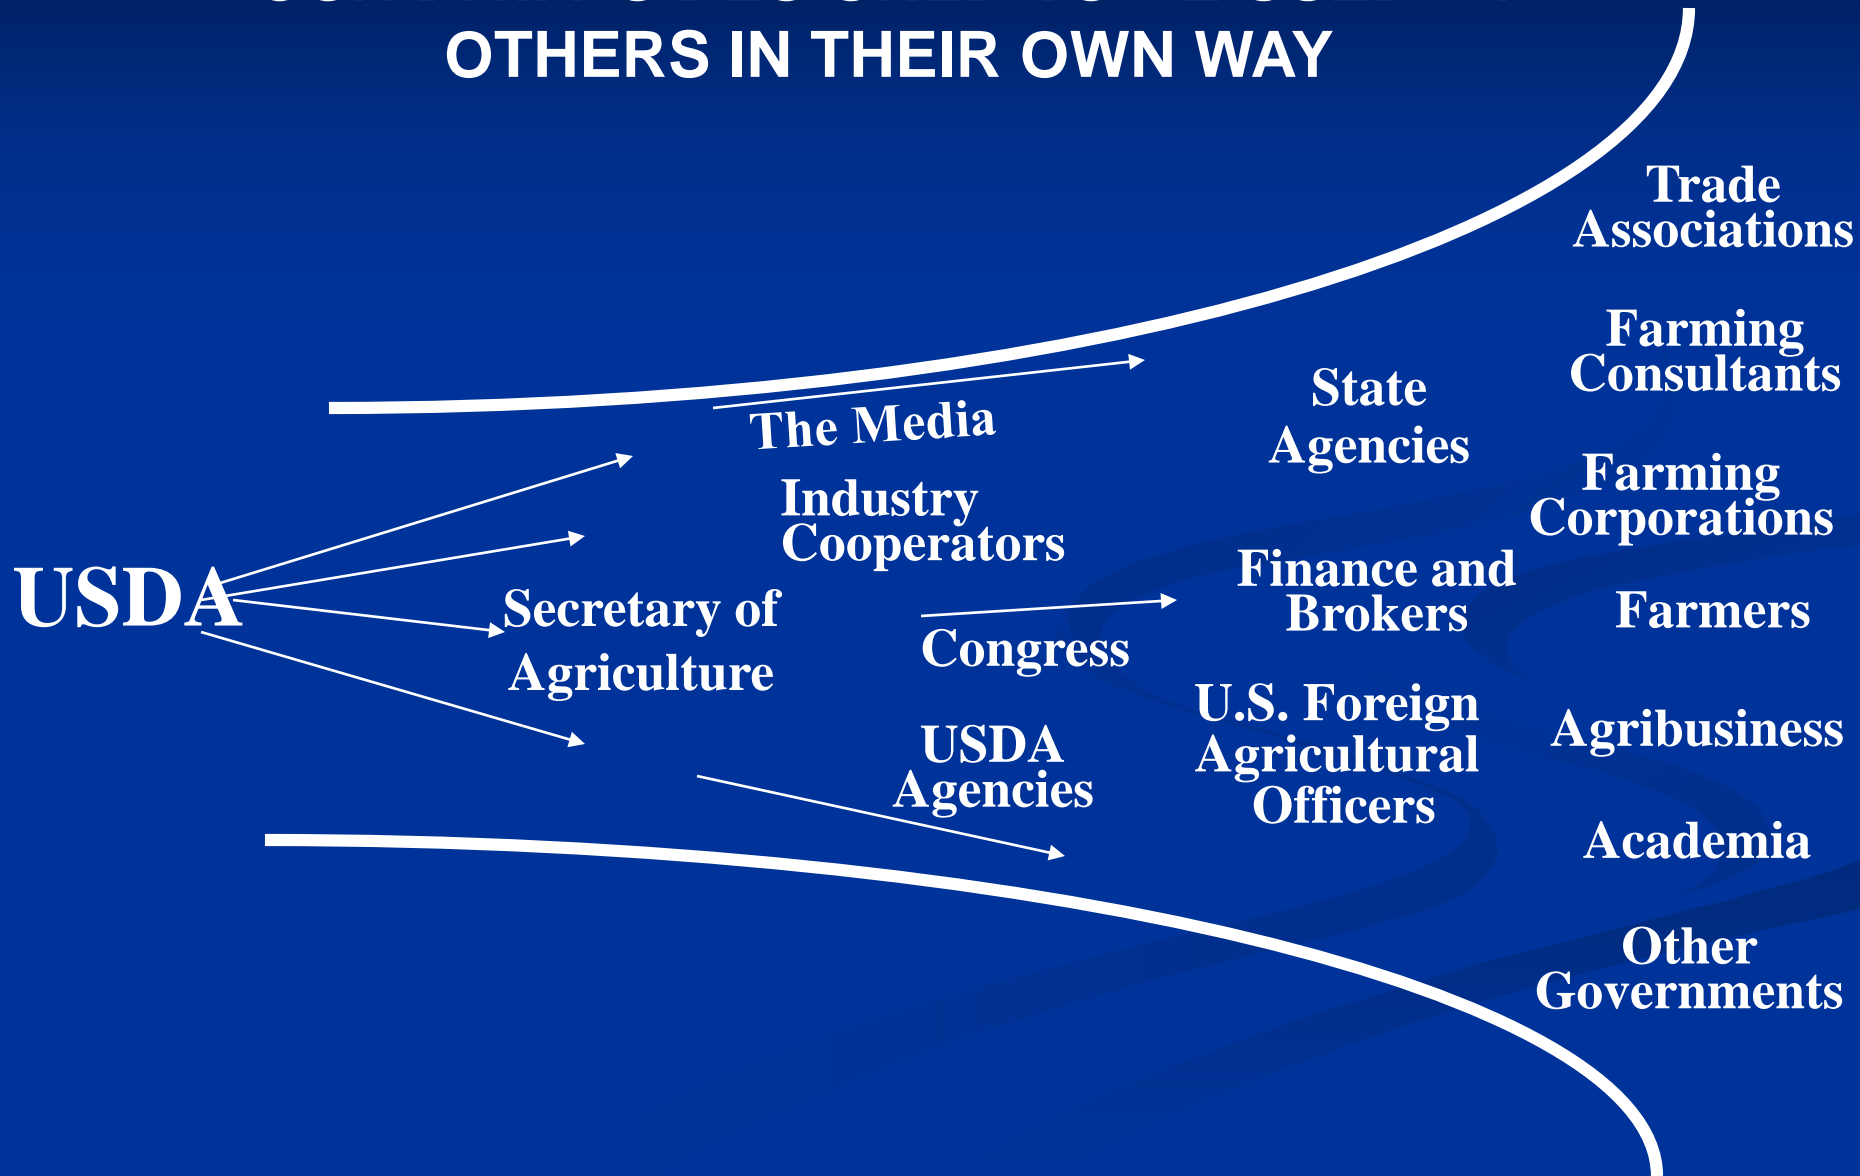 OTHERS IN THEIR OWN WAY
Trade
Associations
Farming
Consultants
The Media
State
Agencies
Industry
Cooperators
Farming
Corporations
USDA
Secretary of
Agriculture
Congress
Finance and
Brokers
Farmers
USDA
Agencies
U.S. Foreign
Agricultural
Officers
Agribusiness
Academia
Other
Governments